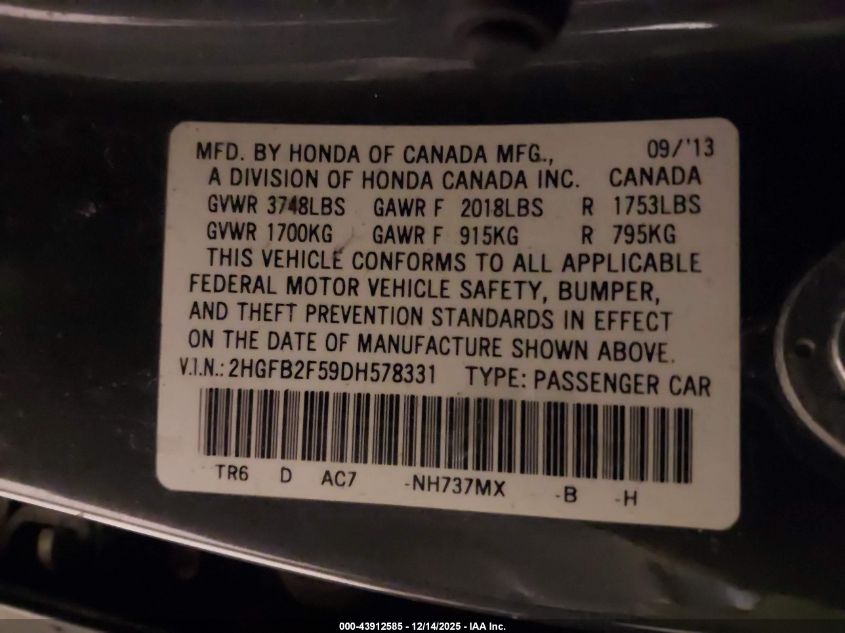 MFD. BY HONDA OF CANADA MFG., 09/'13
A DIVISION OF HONDA CANADA INC. CANADA
GVWR 3748LBS GAWR F 2018LBS R 1753LBS
GVWR 1700KG GAWR F 915KG R 795KG
THIS VEHICLE CONFORMS TO ALL APPLICABLE
FEDERAL MOTOR VEHICLE SAFETY, BUMPER,
AND THEFT PREVENTION STANDARDS IN EFFECT
ON THE DATE OF MANUFACTURE SHOWN ABOVE.
V.I.N.: 2HGFB2F59DH578331 TYPE: PASSENGER CAR
TR6 D AC7 -NH737MX -B -H
000-43912585 - 12/14/2025 - IAA Inc.